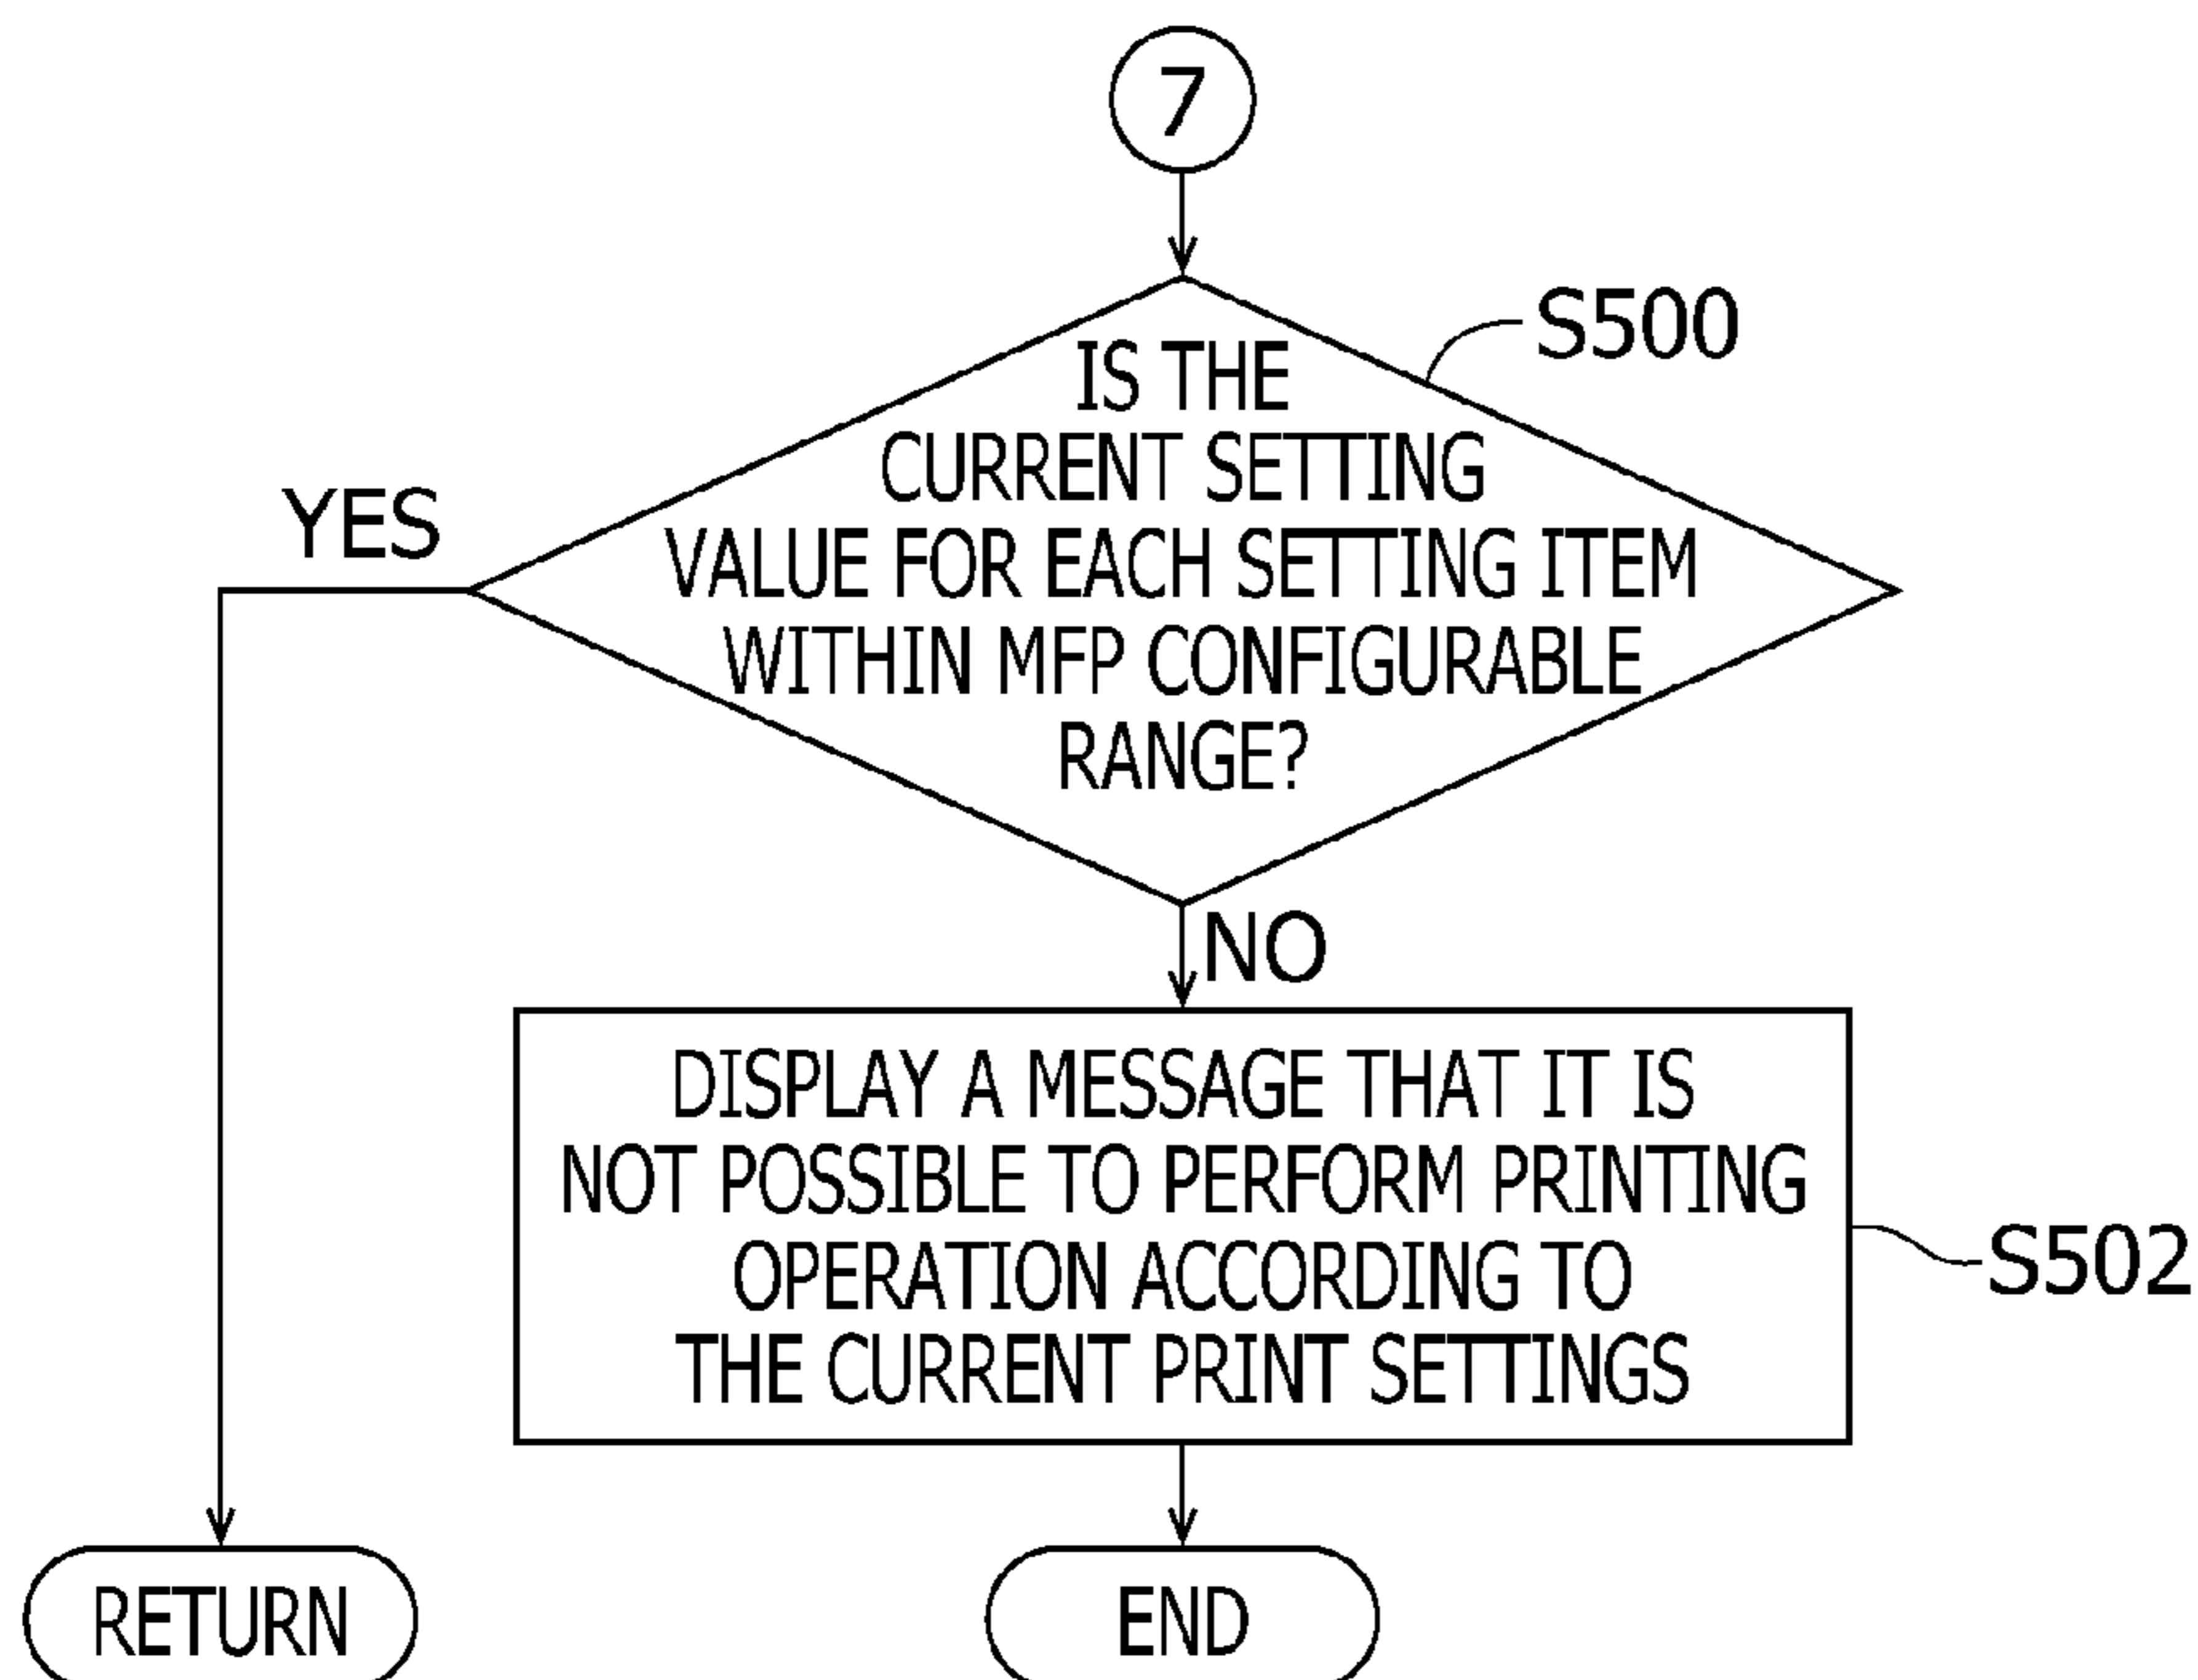 7
S500
IS THE
CURRENT SETTING
VALUE FOR EACH SETTING ITEM
WITHIN MFP CONFIGURABLE
RANGE?
YES
NO
DISPLAY A MESSAGE THAT IT IS
NOT POSSIBLE TO PERFORM PRINTING
OPERATION ACCORDING TO
THE CURRENT PRINT SETTINGS
S502
RETURN
END